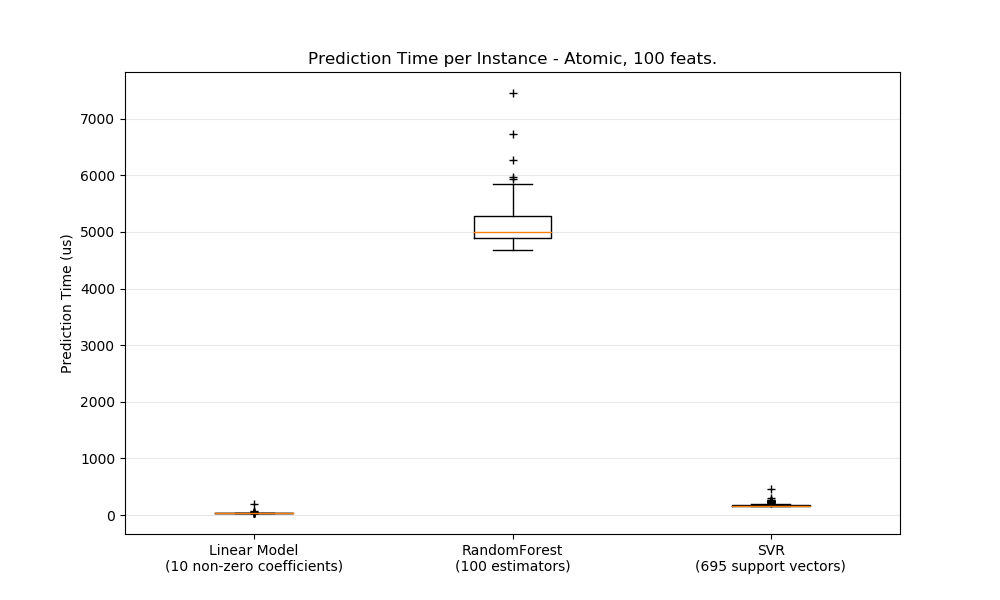 Prediction Time per Instance - Atomic, 100 feats.
Prediction Time (us)
7000
6000
5000
4000
3000
2000
1000
0
Linear Model
(10 non-zero coefficients)
RandomForest
(100 estimators)
SVR
(695 support vectors)